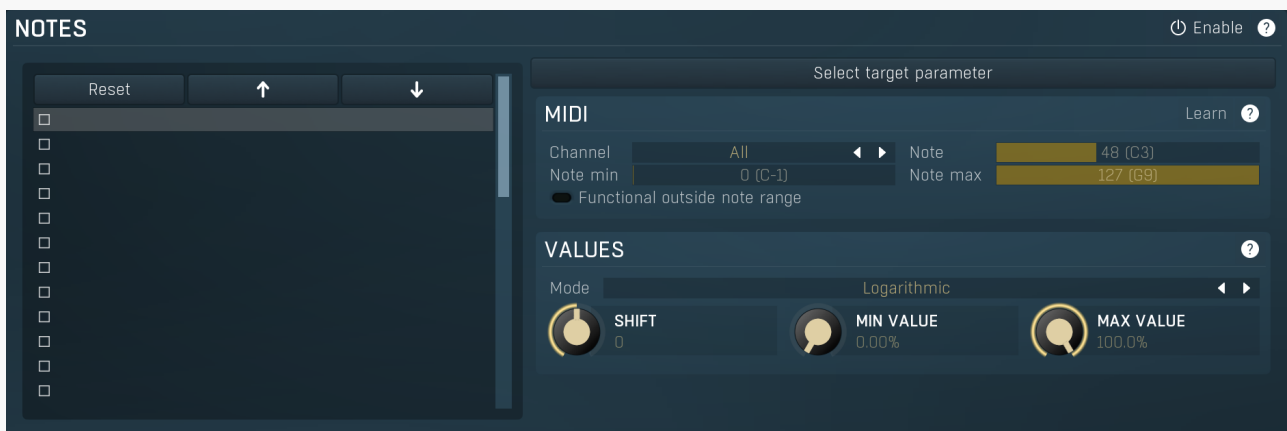 NOTES
Enable ?
Select target parameter
Reset
MIDI
Learn ?
Channel All Note 48 (C3)
Note min 0 (C-1) Note max 127 (G9)
Functional outside note range
VALUES ?
Mode Logarithmic
SHIFT MIN VALUE MAX VALUE
0 0.00% 100.0%